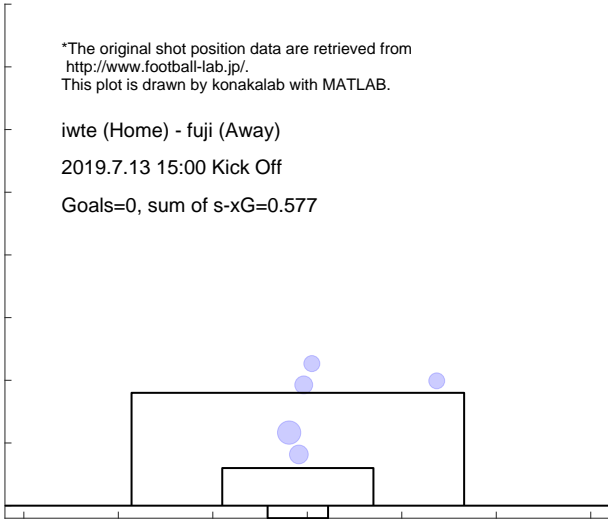 *The original shot position data are retrieved from
http://www.football-lab.jp/.
This plot is drawn by konakalab with MATLAB.
iwte (Home) - fuji (Away)
2019.7.13 15:00 Kick Off
Goals=0, sum of s-xG=0.577